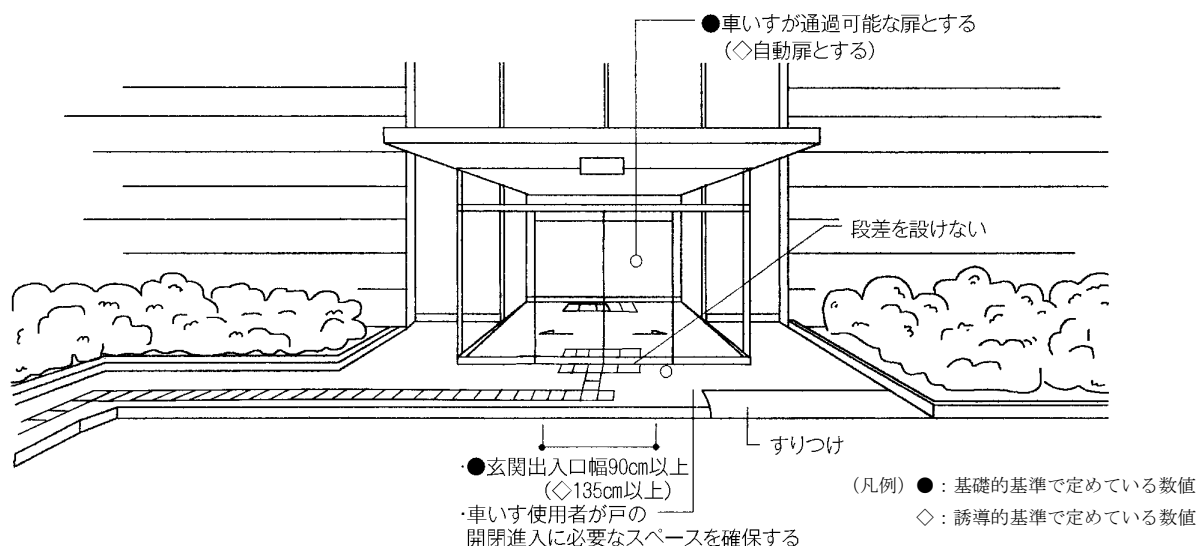 ●車いすが通過可能な扉とする
(◇自動扉とする)
段差を設けない
すりつけ
・●玄関出入口幅90cm以上
(◇135cm以上)
・車いす使用者が戸の
開閉進入に必要なスペースを確保する
(凡例)●：基礎的基準で定めている数値
◇：誘導的基準で定めている数値